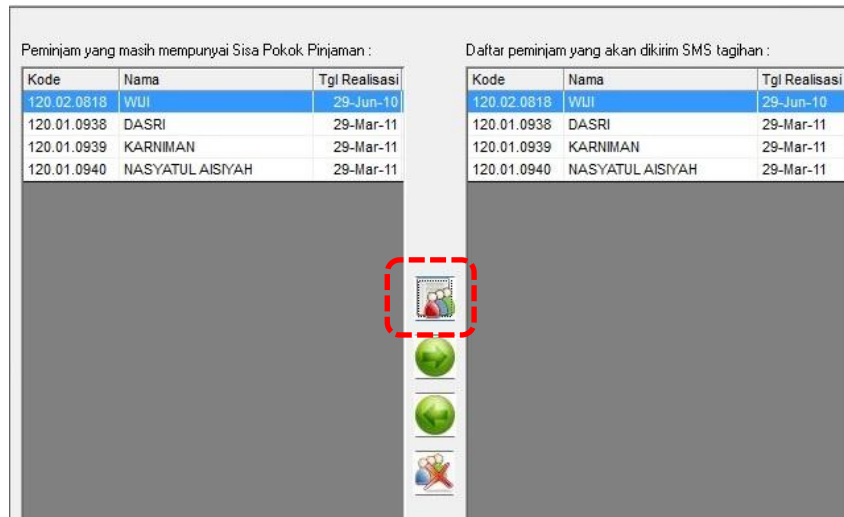 Peminjam yang masih mempunyai Sisa Pokok Pinjaman :
Kode Nama Tgl Realisasi
120.02.0818 WIJI 29-Jun-10
120.01.0938 DASRI 29-Mar-11
120.01.0939 KARNIMAN 29-Mar-11
120.01.0940 NASYATUL AISIYAH 29-Mar-11
Daftar peminjam yang akan dikirim SMS tagihan :
Kode Nama Tgl Realisasi
120.02.0818 WIJI 29-Jun-10
120.01.0938 DASRI 29-Mar-11
120.01.0939 KARNIMAN 29-Mar-11
120.01.0940 NASYATUL AISIYAH 29-Mar-11